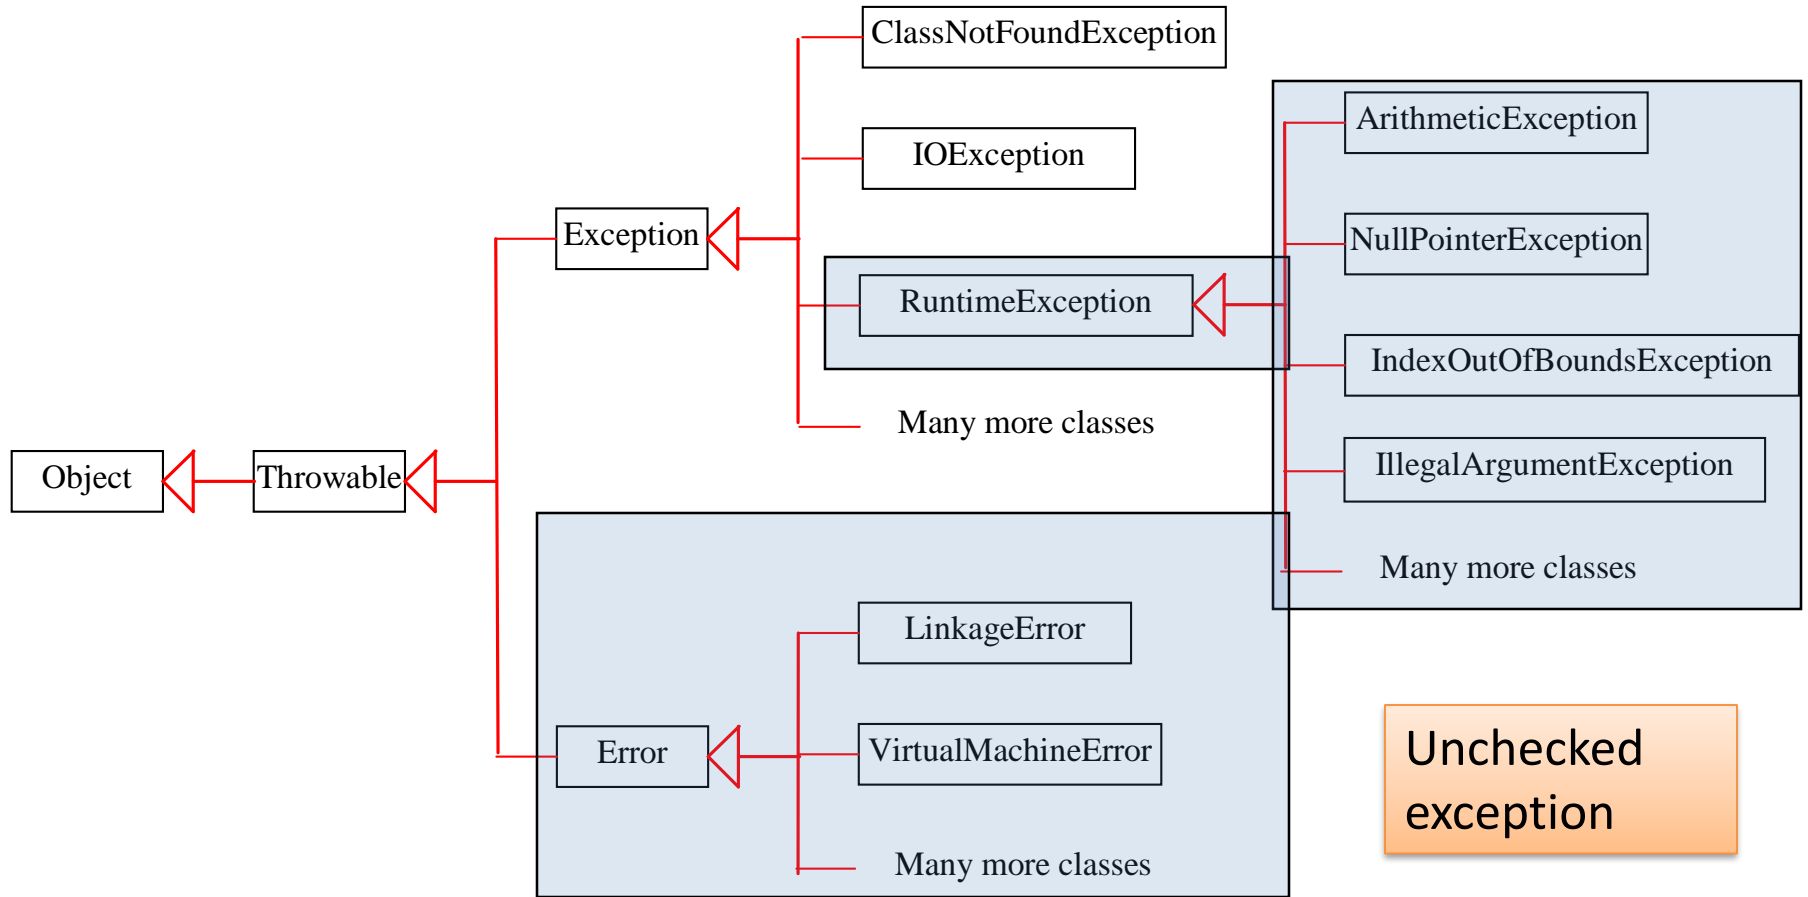 ClassNotFoundException
ArithmeticException
IOException
Exception
NullPointerException
RuntimeException
IndexOutOfBoundsException
Many more classes
Object
Throwable
IllegalArgumentException
Many more classes
LinkageError
Error
VirtualMachineError
Many more classes
Unchecked
exception